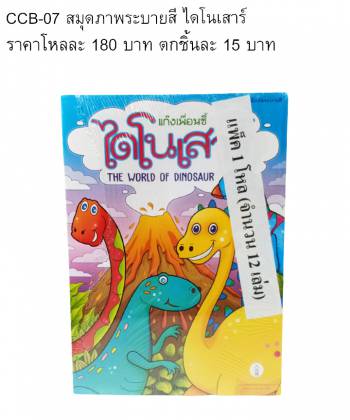 CCB-07 สมุดภาพระบายสี ไดโนเสาร์
ราคาโหลละ 180 บาท ตกชิ้นละ 15 บาท
แก๊งเพื่อนซี้
ไดโนเส
THE WORLD OF DINOSAUR
แพ็ค 1 โหล (จำนวน 12 เล่ม)